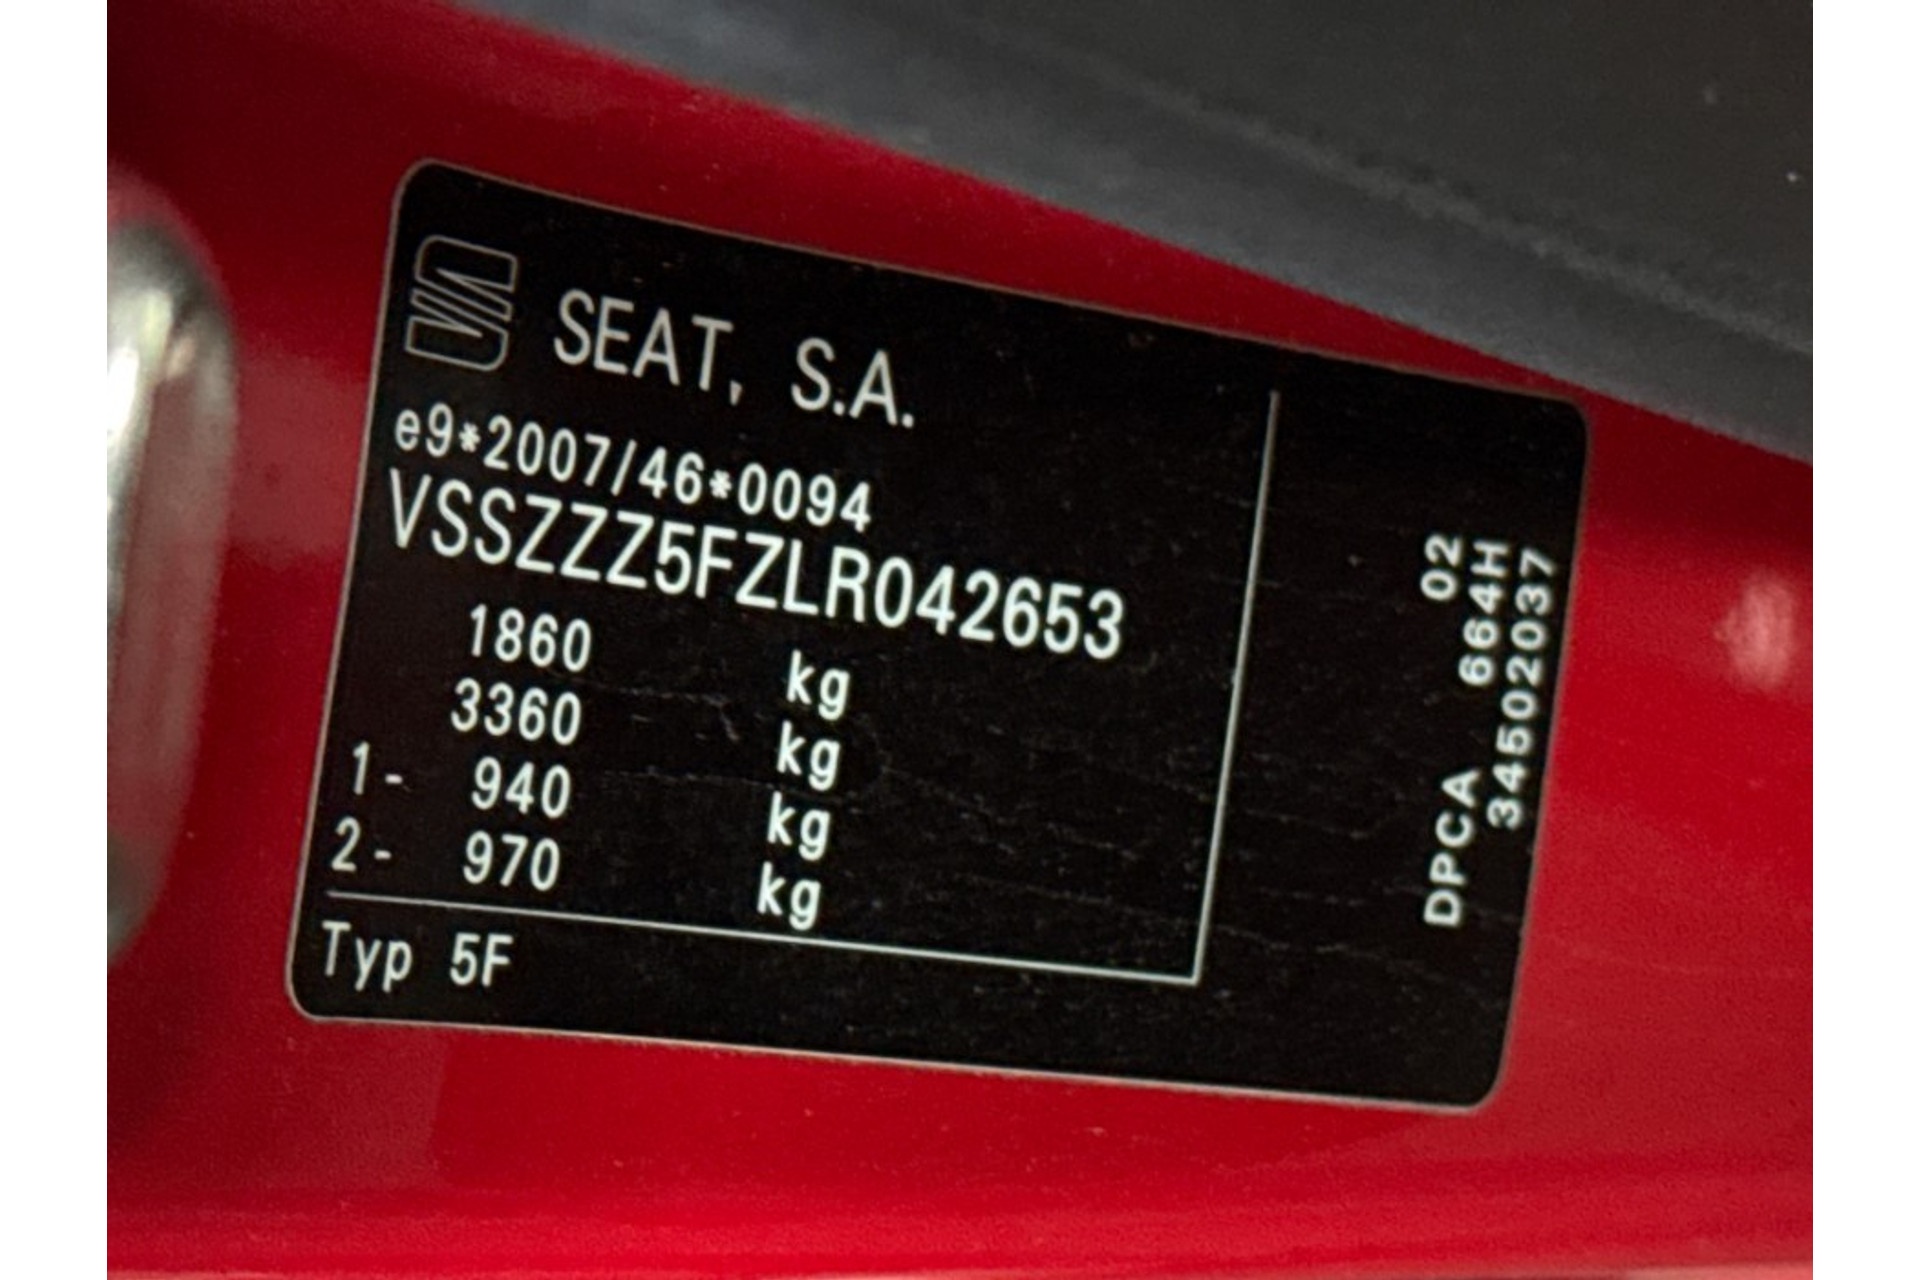 SEAT, S.A.
e9*2007/46*0094
VSSZZZ5FZLR042653
1860 kg
3360 kg
1- 940 kg
2- 970 kg
Typ 5F
DPCA 664H 02
34502037